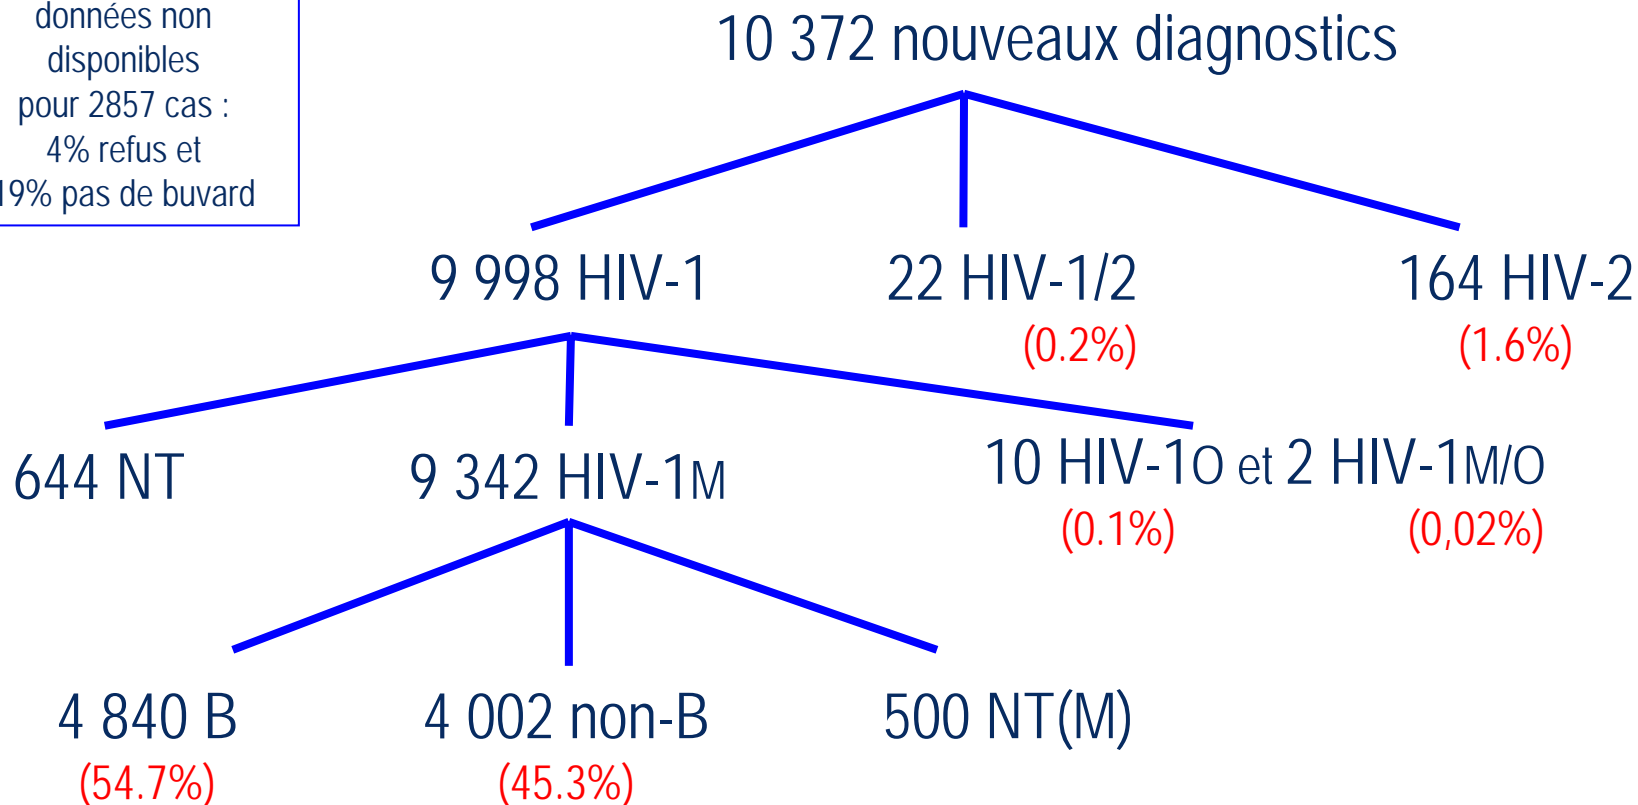 données non
disponibles
pour 2857 cas :
4% refus et
19% pas de buvard
10 372 nouveaux diagnostics
9 998 HIV-1
22 HIV-1/2
164 HIV-2
(0.2%)
(1.6%)
644 NT
9 342 HIV-1M
10 HIV-1O et 2 HIV-1M/O
(0.1%)
(0,02%)
4 840 B
4 002 non-B
500 NT(M)
(54.7%)
(45.3%)